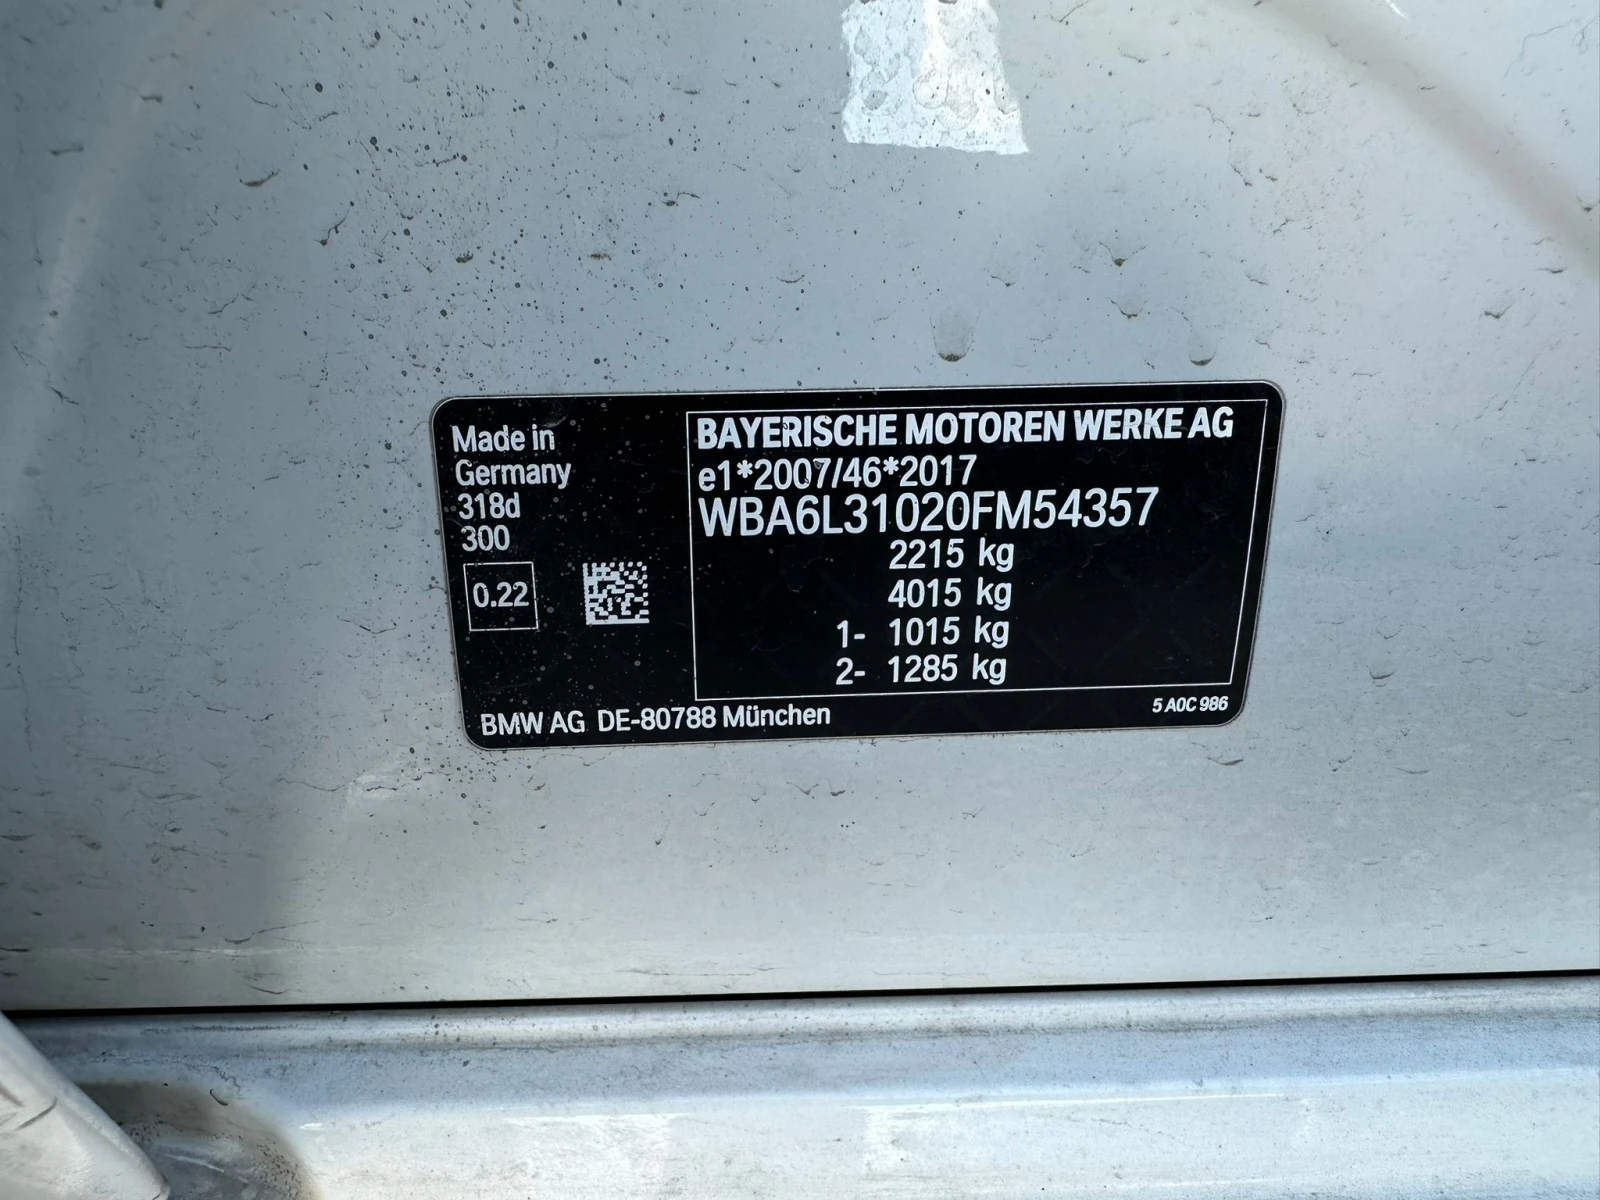 Made in
Germany
318d
300
0.22
BAYERISCHE MOTOREN WERKE AG
e1*2007/46*2017
WBA6L31020FM54357
2215 kg
4015 kg
1- 1015 kg
2- 1285 kg
BMW AG DE-80788 München
5 A0C 986